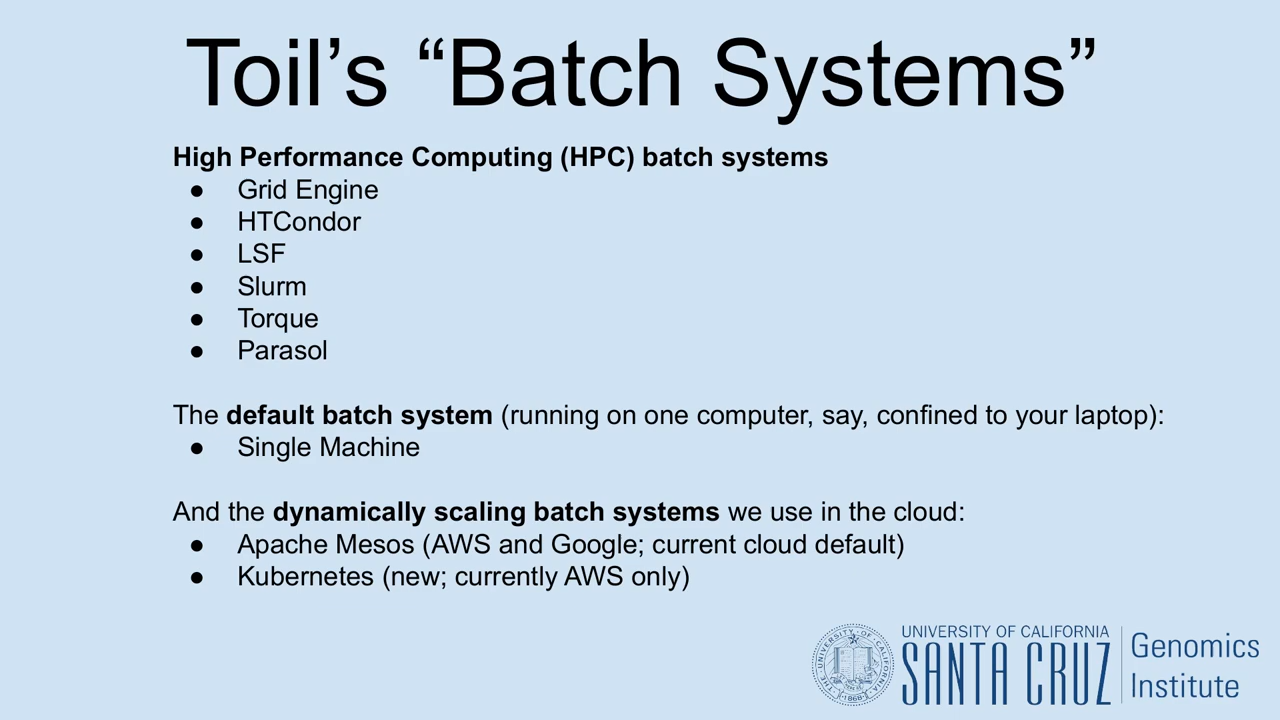 Toil’s “Batch Systems”
High Performance Computing (HPC) batch systems
● Grid Engine
● HTCondor
● LSF
● Slurm
● Torque
● Parasol
The default batch system (running on one computer, say, confined to your laptop):
● Single Machine
And the dynamically scaling batch systems we use in the cloud:
● Apache Mesos (AWS and Google; current cloud default)
● Kubernetes (new; currently AWS only)
UNIVERSITY OF CALIFORNIA
SANTA CRUZ
Genomics
Institute